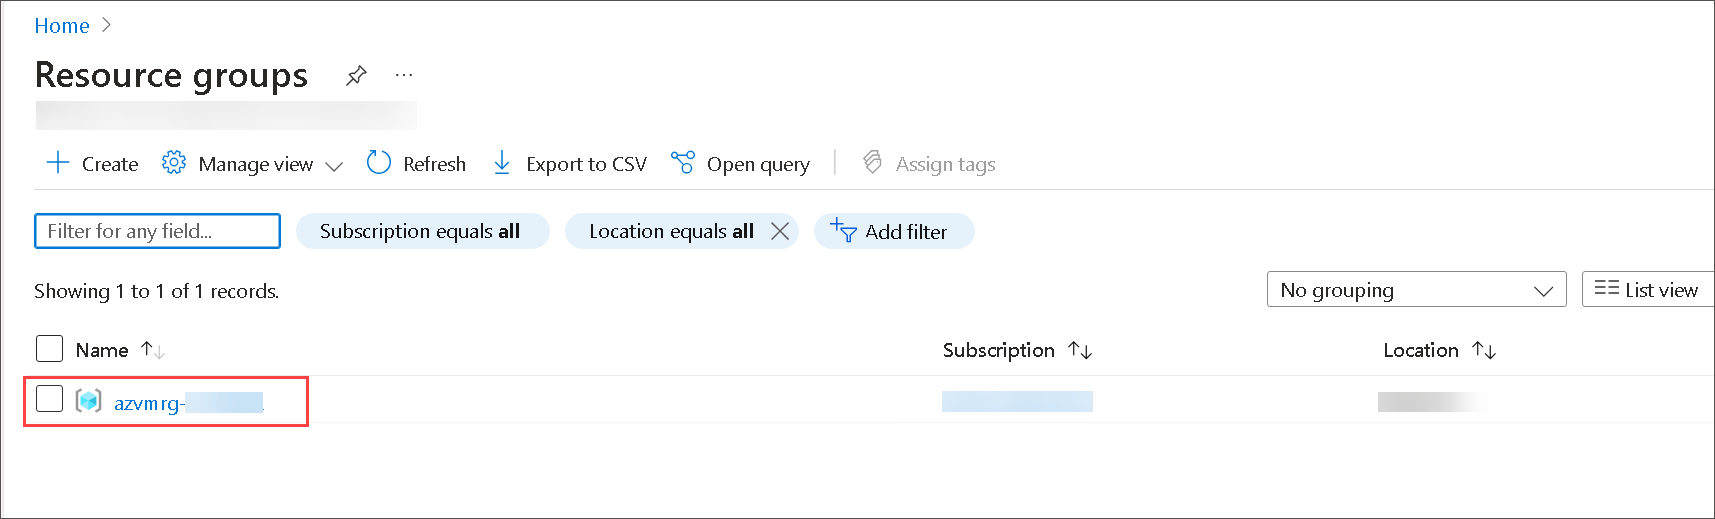 Home
Resource groups
Create Manage view Refresh Export to CSV Open query Assign tags
Filter for any field... Subscription equals all Location equals all Add filter
Showing 1 to 1 of 1 records. No grouping List view
Name Subscription Location
azvmrg-